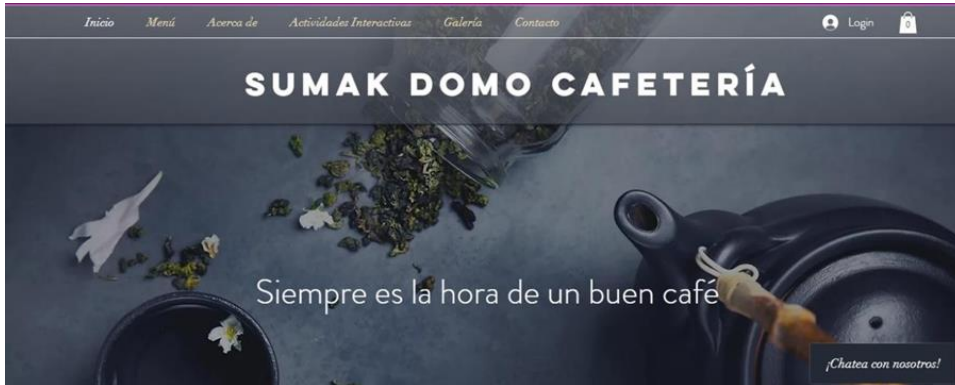 Inicio Menú Acerca de Actividades Interactivas Galería Contacto Login 0
SUMAK DOMO CAFETERÍA
Siempre es la hora de un buen café
¡Chatea con nosotros!